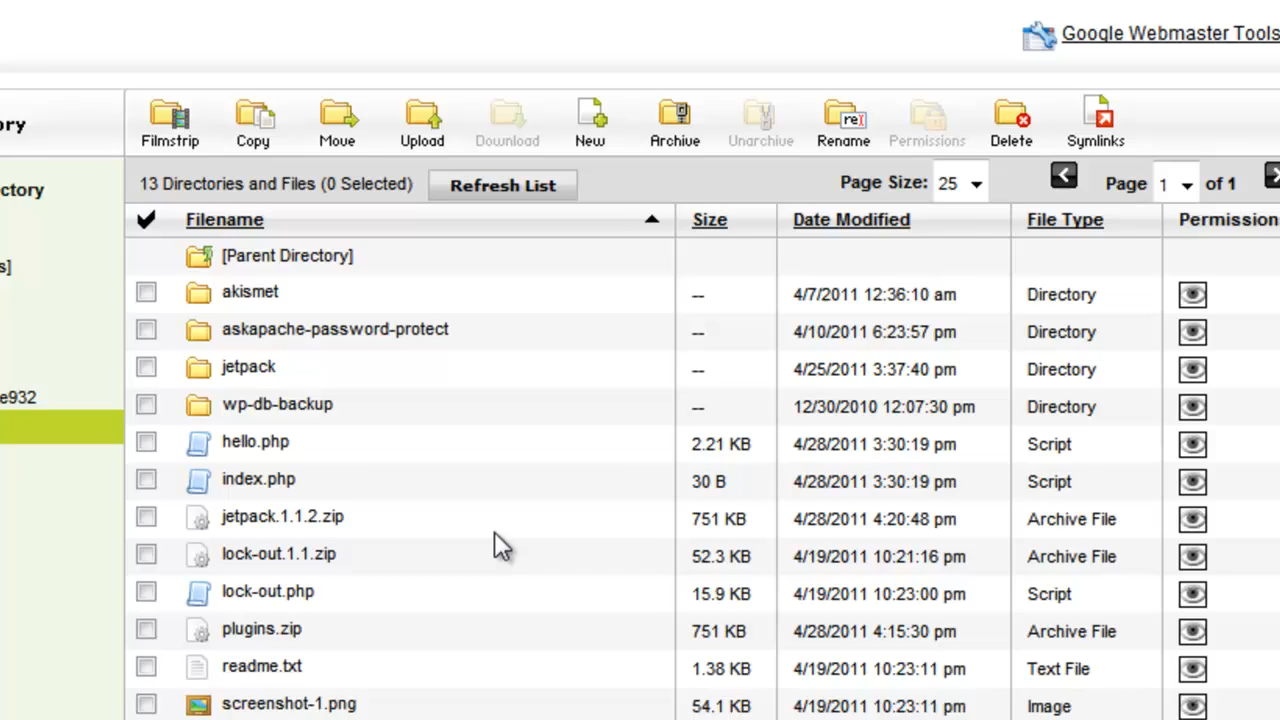 Google Webmaster Tools
ory
Filmstrip Copy Move Upload Download New Archive Unarchive Rename Permissions Delete Symlinks
ctory
13 Directories and Files (0 Selected) Refresh List Page Size: 25 Page 1 of 1
Filename Size Date Modified File Type Permission
[Parent Directory]
s]
akismet -- 4/7/2011 12:36:10 am Directory
askapache-password-protect -- 4/10/2011 6:23:57 pm Directory
jetpack -- 4/25/2011 3:37:40 pm Directory
e932
wp-db-backup -- 12/30/2010 12:07:30 pm Directory
hello.php 2.21 KB 4/28/2011 3:30:19 pm Script
index.php 30 B 4/28/2011 3:30:19 pm Script
jetpack.1.1.2.zip 751 KB 4/28/2011 4:20:48 pm Archive File
lock-out.1.1.zip 52.3 KB 4/19/2011 10:21:16 pm Archive File
lock-out.php 15.9 KB 4/19/2011 10:23:00 pm Script
plugins.zip 751 KB 4/28/2011 4:15:30 pm Archive File
readme.txt 1.38 KB 4/19/2011 10:23:11 pm Text File
screenshot-1.png 54.1 KB 4/19/2011 10:23:11 pm Image